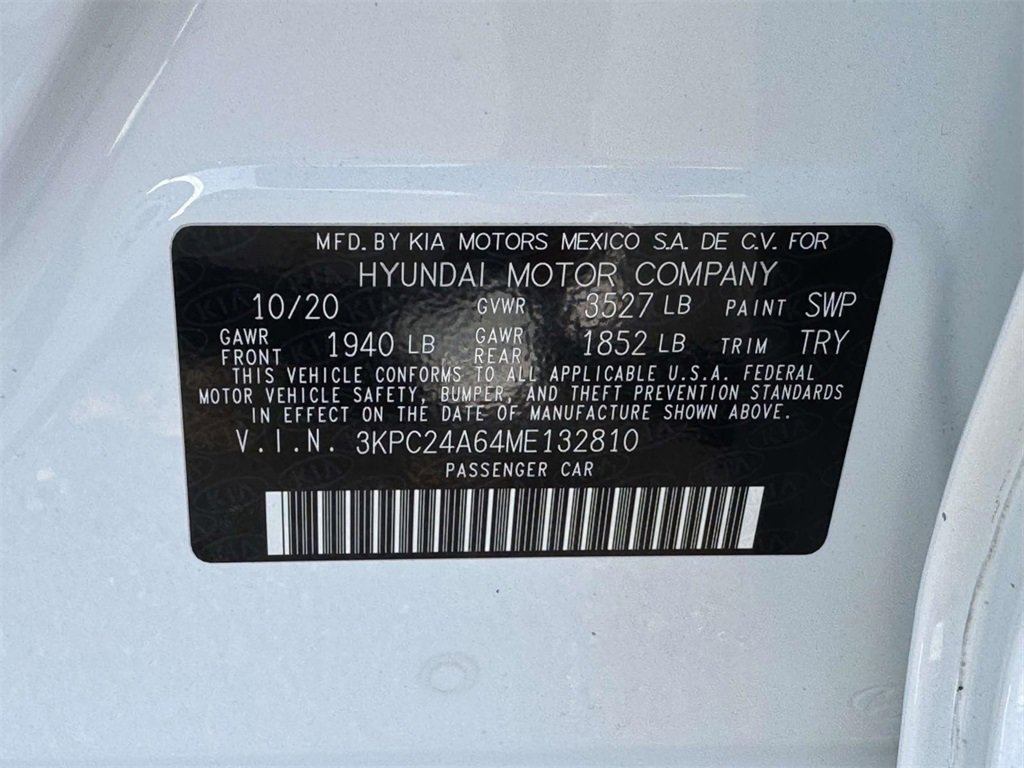 MFD. BY KIA MOTORS MEXICO S.A. DE C.V. FOR
HYUNDAI MOTOR COMPANY
10/20 GVWR 3527 LB PAINT SWP
GAWR FRONT 1940 LB GAWR REAR 1852 LB TRIM TRY
THIS VEHICLE CONFORMS TO ALL APPLICABLE U.S.A. FEDERAL
MOTOR VEHICLE SAFETY, BUMPER, AND THEFT PREVENTION STANDARDS
IN EFFECT ON THE DATE OF MANUFACTURE SHOWN ABOVE.
V.I.N. 3KPC24A64ME132810
PASSENGER CAR